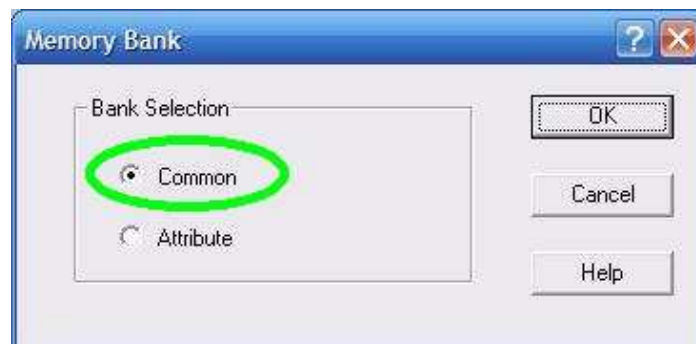 Memory Bank
Bank Selection
Common
Attribute
OK
Cancel
Help